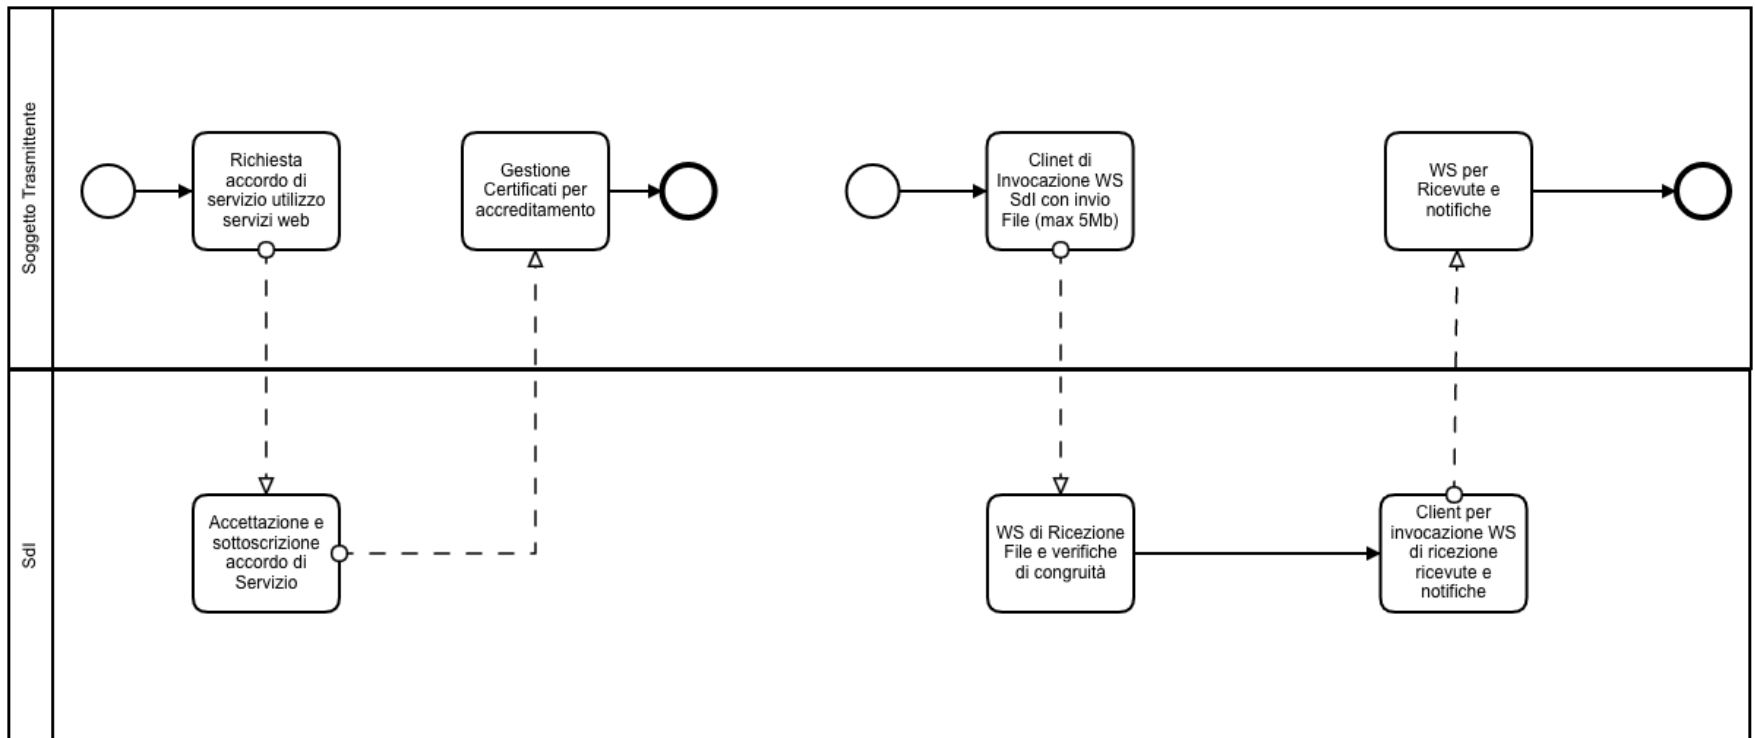 Soggetto Trasmittente
Richiesta
accordo di
servizio utilizzo
servizi web
Gestione
Certificati per
accreditamento
Clinet di
Invocazione WS
SdI con invio
File (max 5Mb)
WS per
Ricevute e
notifiche
SdI
Accettazione e
sottoscrizione
accordo di
Servizio
WS di Ricezione
File e verifiche
di congruità
Client per
invocazione WS
di ricezione
ricevute e
notifiche